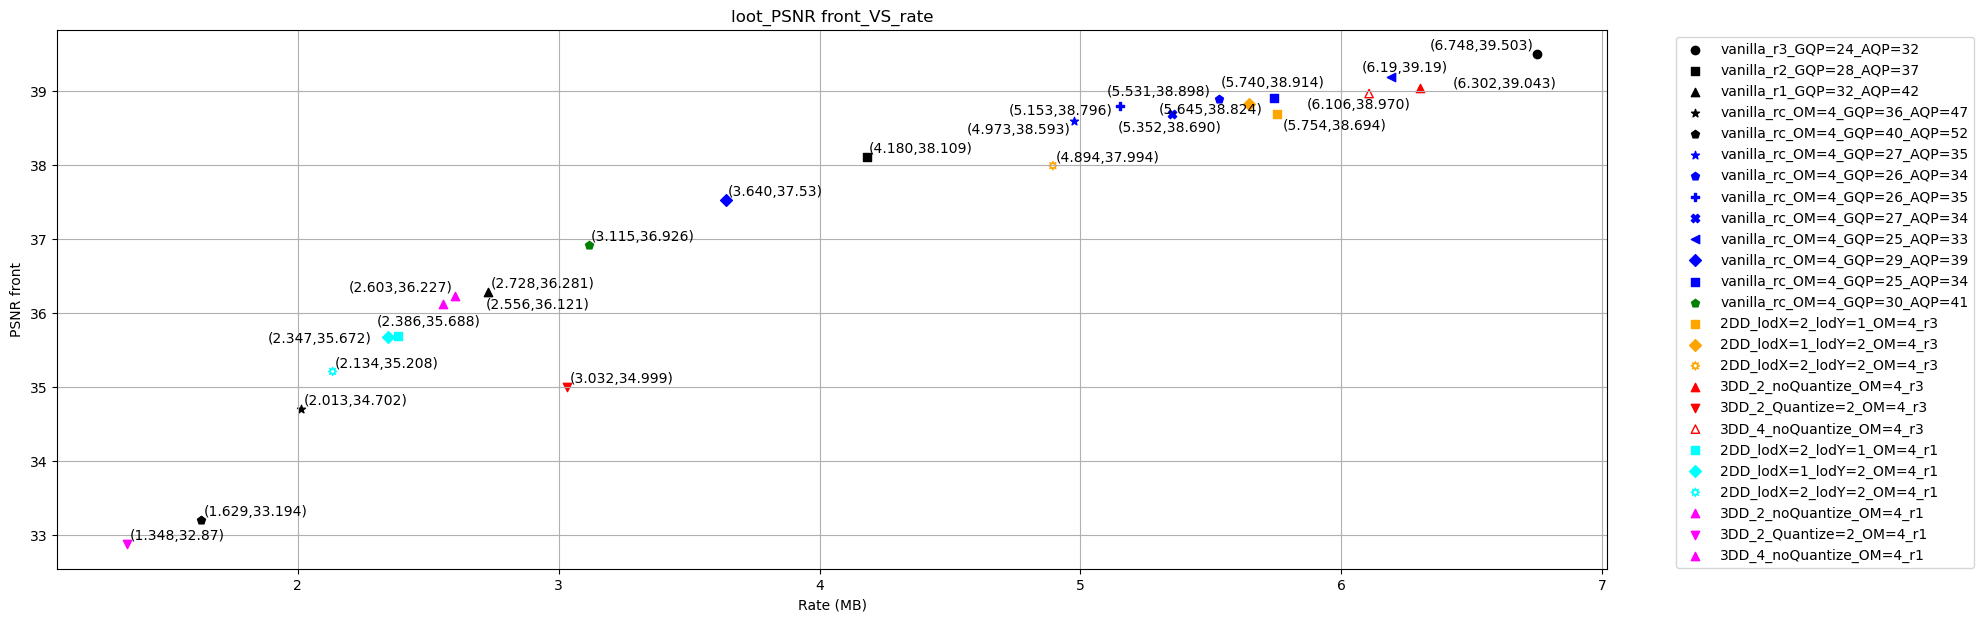 loot_PSNR front_VS_rate
(6.748,39.503)
(6.19,39.19)
(6.302,39.043)
(5.740,38.914)
(5.531,38.898)
(6.106,38.970)
(5.153,38.796)
(5.645,38.824)
(4.973,38.593)
(5.352,38.690)
(5.754,38.694)
(4.180,38.109)
(4.894,37.994)
(3.640,37.53)
(3.115,36.926)
(2.728,36.281)
(2.603,36.227)
(2.556,36.121)
(2.386,35.688)
(2.347,35.672)
(2.134,35.208)
(3.032,34.999)
(2.013,34.702)
(1.629,33.194)
(1.348,32.87)
39
38
37
36
35
34
33
PSNR front
2
3
4
5
6
7
Rate (MB)
vanilla_r3_GQP=24_AQP=32
vanilla_r2_GQP=28_AQP=37
vanilla_r1_GQP=32_AQP=42
vanilla_rc_OM=4_GQP=36_AQP=47
vanilla_rc_OM=4_GQP=40_AQP=52
vanilla_rc_OM=4_GQP=27_AQP=35
vanilla_rc_OM=4_GQP=26_AQP=34
vanilla_rc_OM=4_GQP=26_AQP=35
vanilla_rc_OM=4_GQP=27_AQP=34
vanilla_rc_OM=4_GQP=25_AQP=33
vanilla_rc_OM=4_GQP=29_AQP=39
vanilla_rc_OM=4_GQP=25_AQP=34
vanilla_rc_OM=4_GQP=30_AQP=41
2DD_lodX=2_lodY=1_OM=4_r3
2DD_lodX=1_lodY=2_OM=4_r3
2DD_lodX=2_lodY=2_OM=4_r3
3DD_2_noQuantize_OM=4_r3
3DD_2_Quantize=2_OM=4_r3
3DD_4_noQuantize_OM=4_r3
2DD_lodX=2_lodY=1_OM=4_r1
2DD_lodX=1_lodY=2_OM=4_r1
2DD_lodX=2_lodY=2_OM=4_r1
3DD_2_noQuantize_OM=4_r1
3DD_2_Quantize=2_OM=4_r1
3DD_4_noQuantize_OM=4_r1